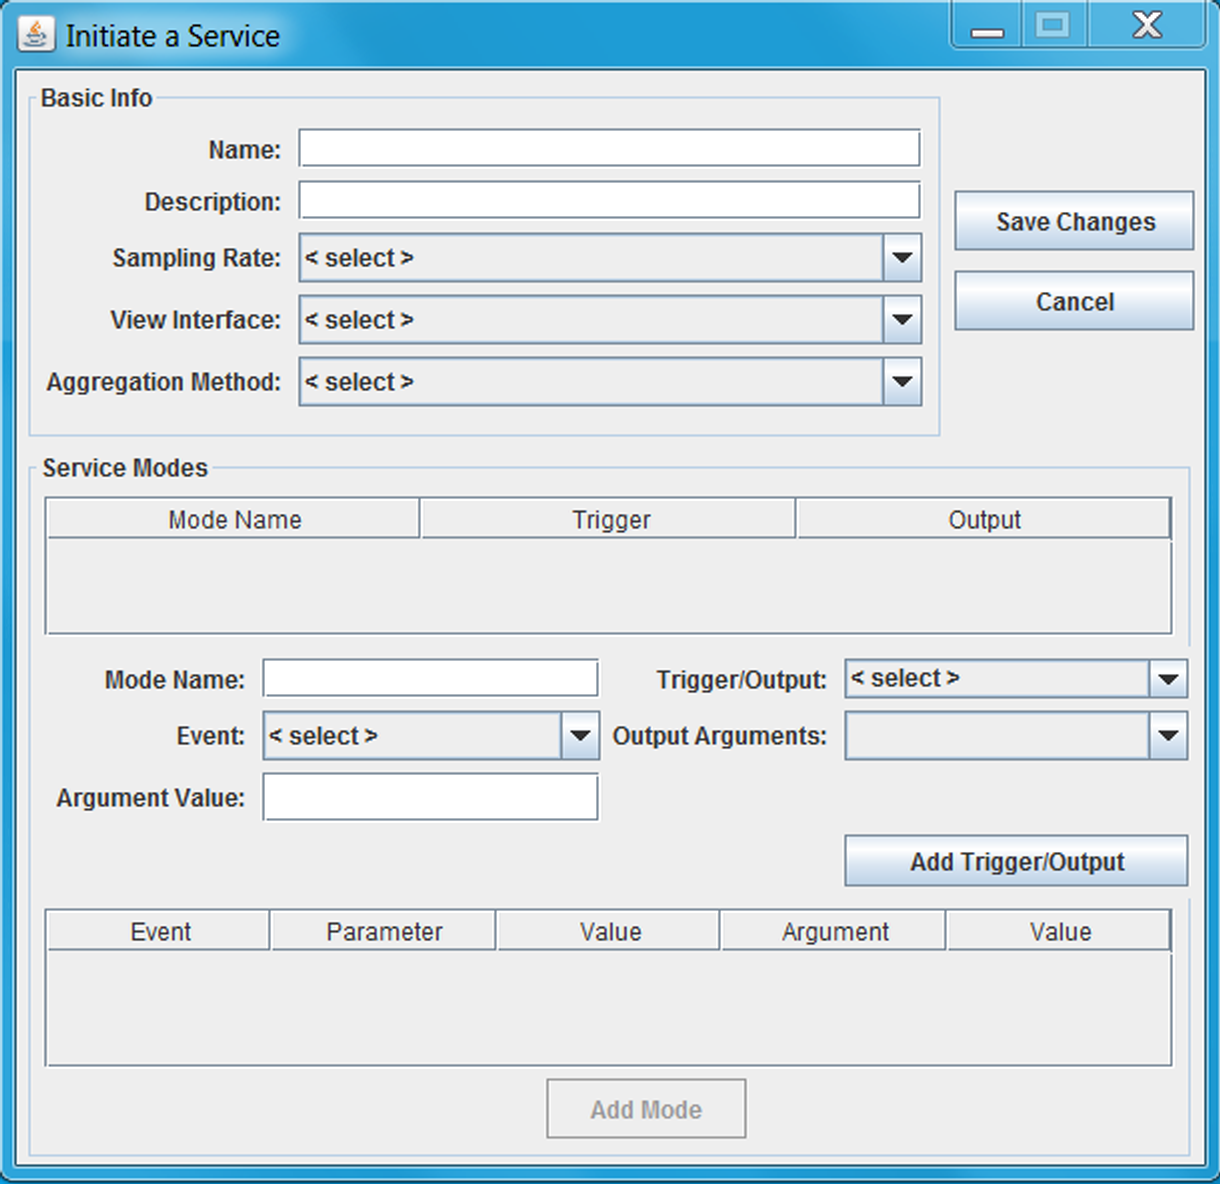 Initiate a Service
Basic Info
Name:
Description:
Sampling Rate: < select >
View Interface: < select >
Aggregation Method: < select >
Save Changes
Cancel
Service Modes
Mode Name Trigger Output
Mode Name: Trigger/Output: < select >
Event: < select > Output Arguments:
Argument Value:
Add Trigger/Output
Event Parameter Value Argument Value
Add Mode